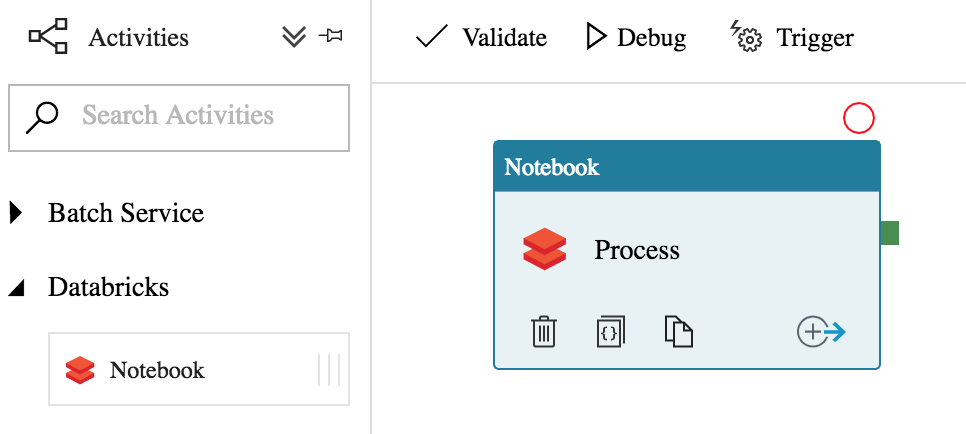 Activities
Validate
Debug
Trigger
Search Activities
Batch Service
Databricks
Notebook
Notebook
Process
{}